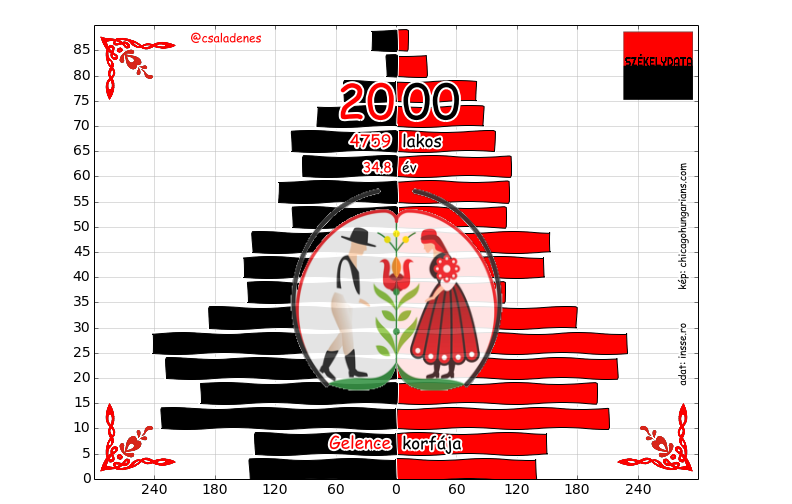 @csaladenes
SZÉKELYDATA
2000
4759 lakos
34.8 év
kép: chicagohungarians.com
adat: insse.ro
Gelence korfája
85
80
75
70
65
60
55
50
45
40
35
30
25
20
15
10
5
0
240 180 120 60 0 60 120 180 240